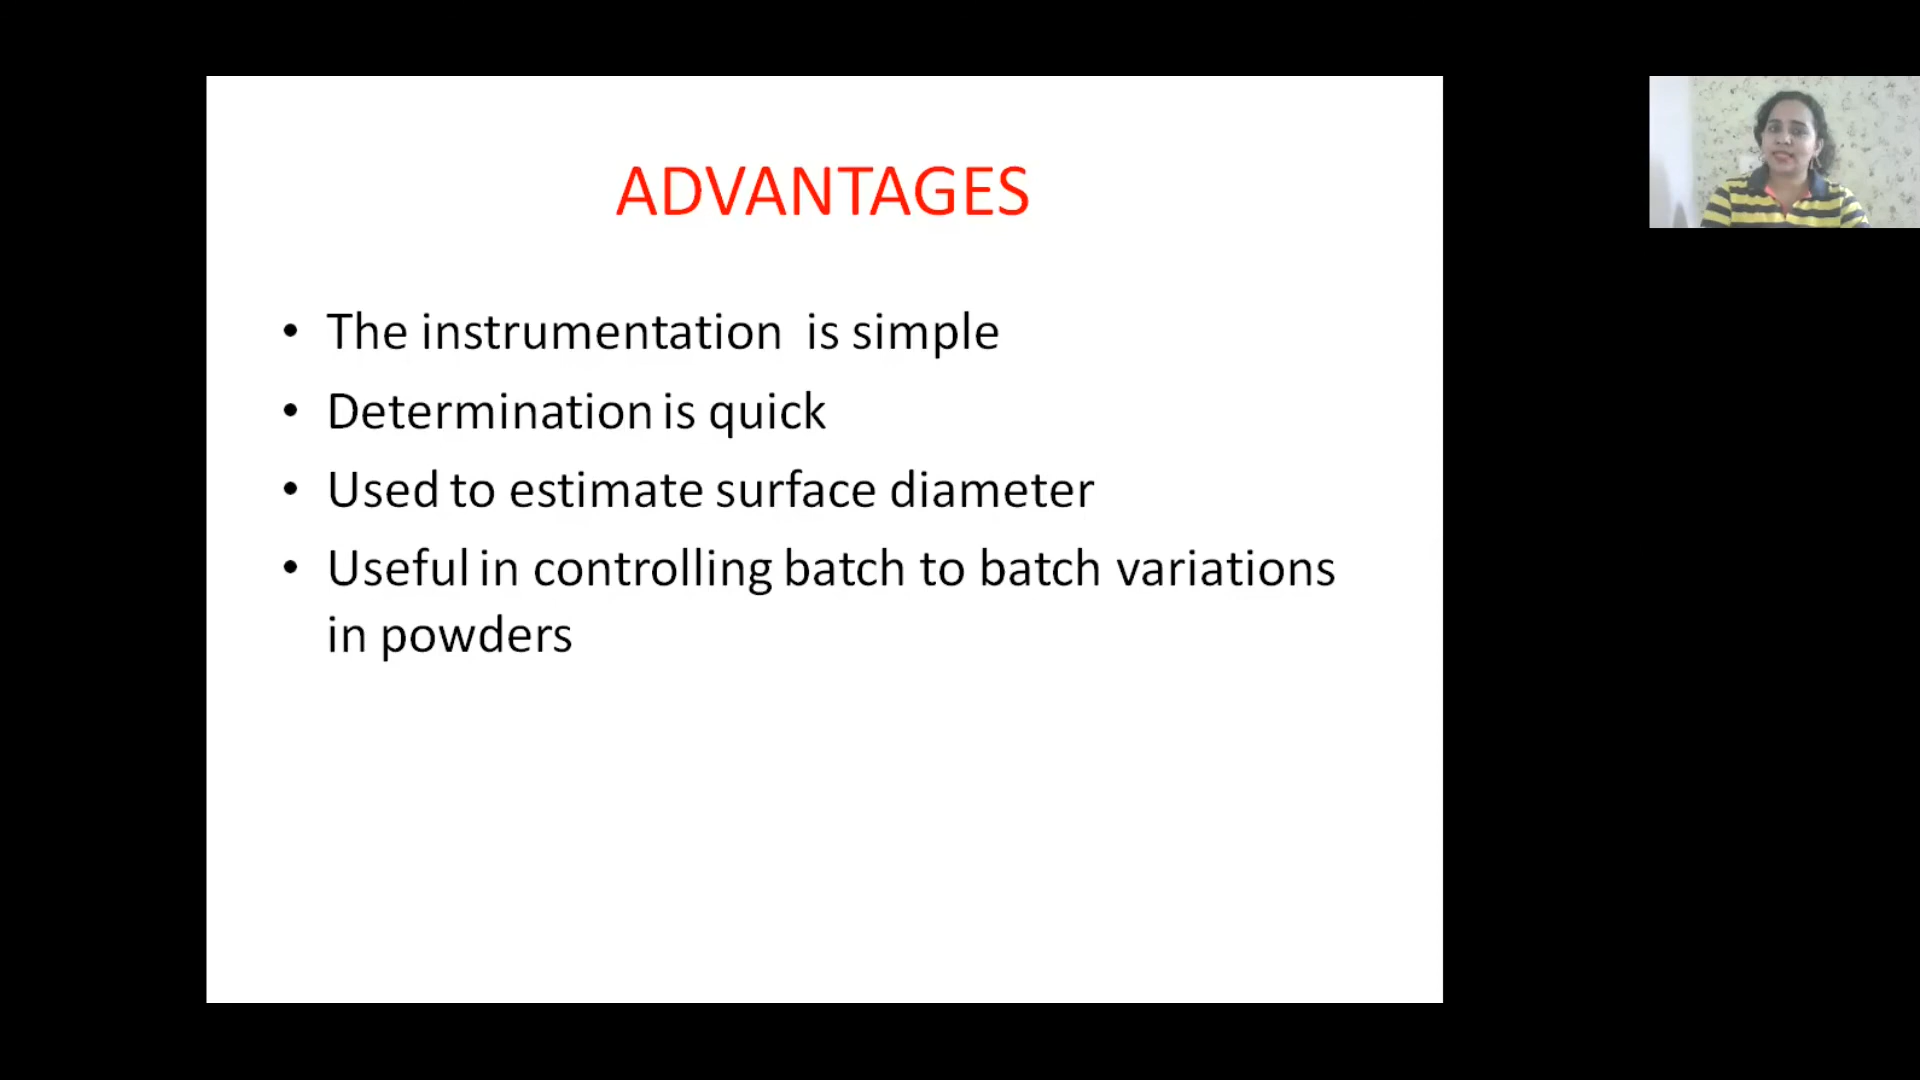 ADVANTAGES
• The instrumentation is simple
• Determination is quick
• Used to estimate surface diameter
• Useful in controlling batch to batch variations
in powders